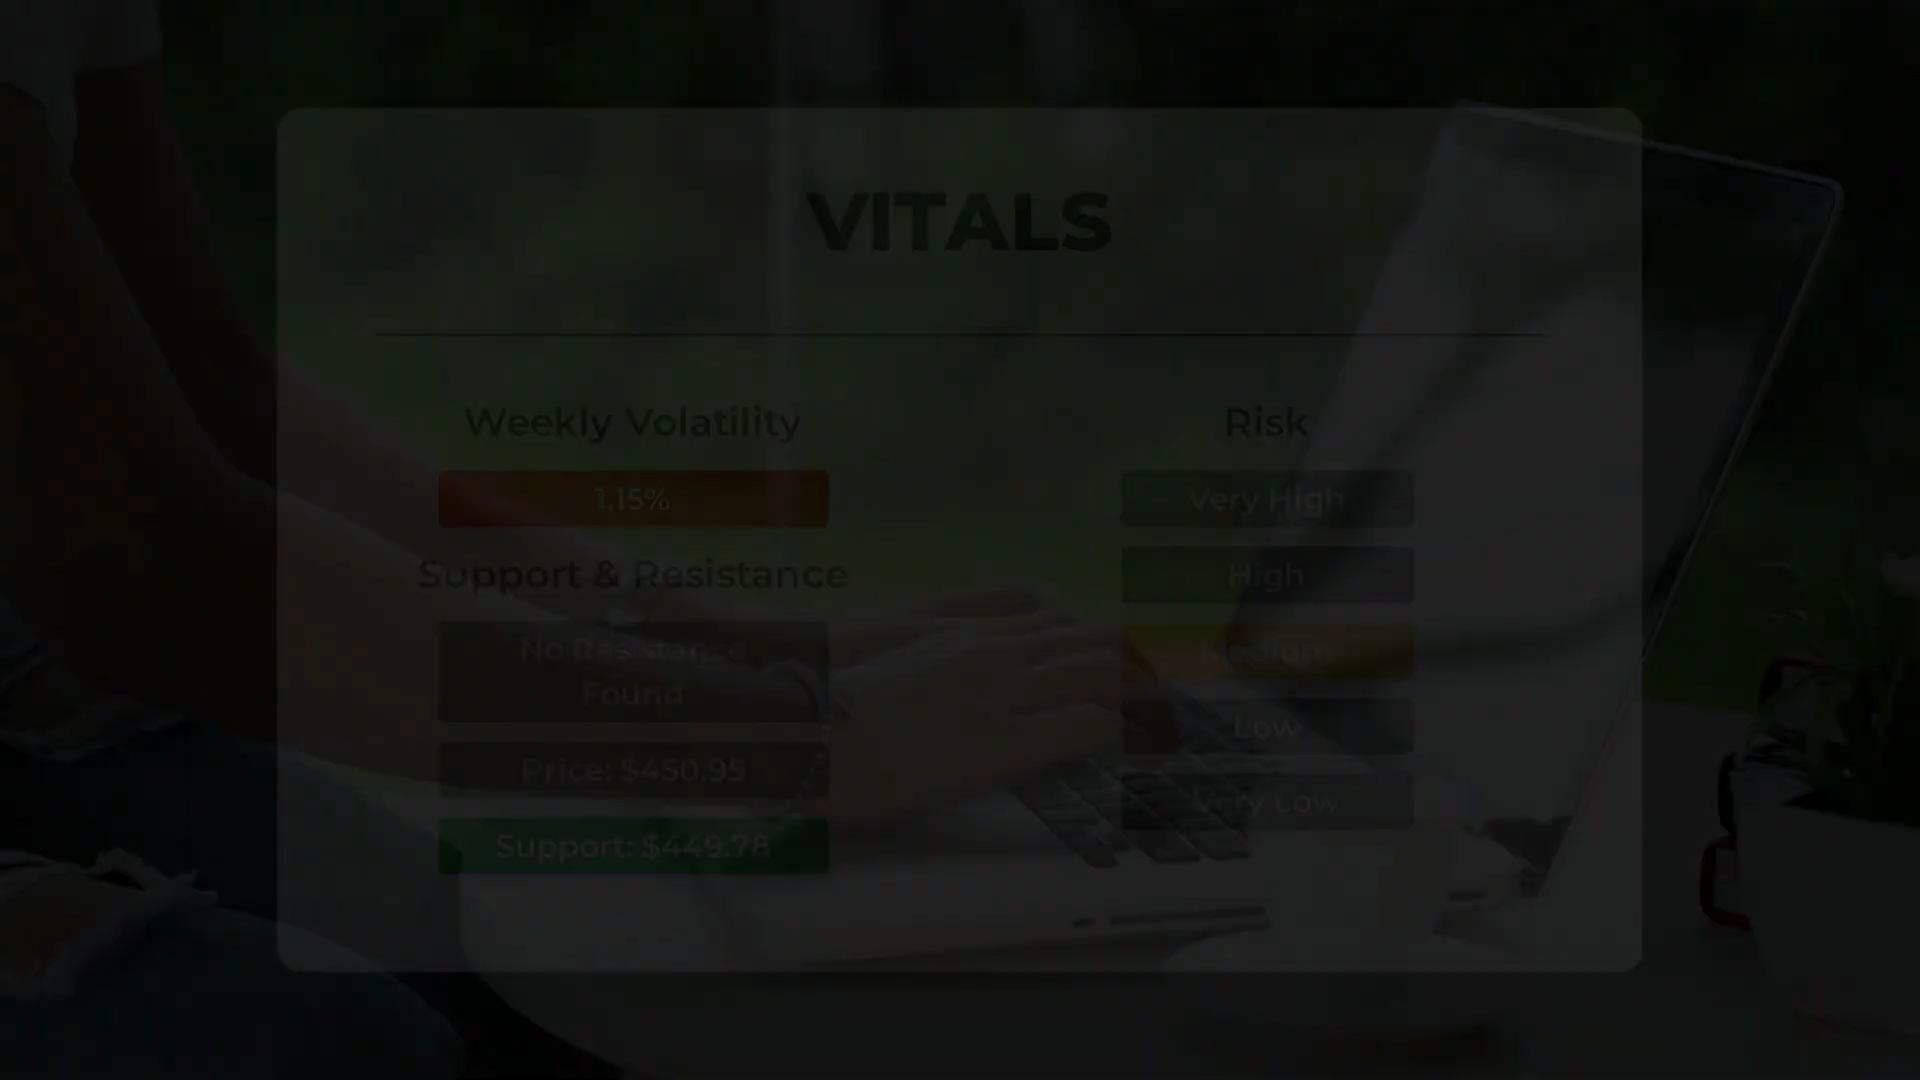 VITALS
Weekly Volatility
1.15%
Support & Resistance
No Resistance
Found
Price: $450.95
Support: $449.78
Risk
Very High
High
Medium
Low
Very Low